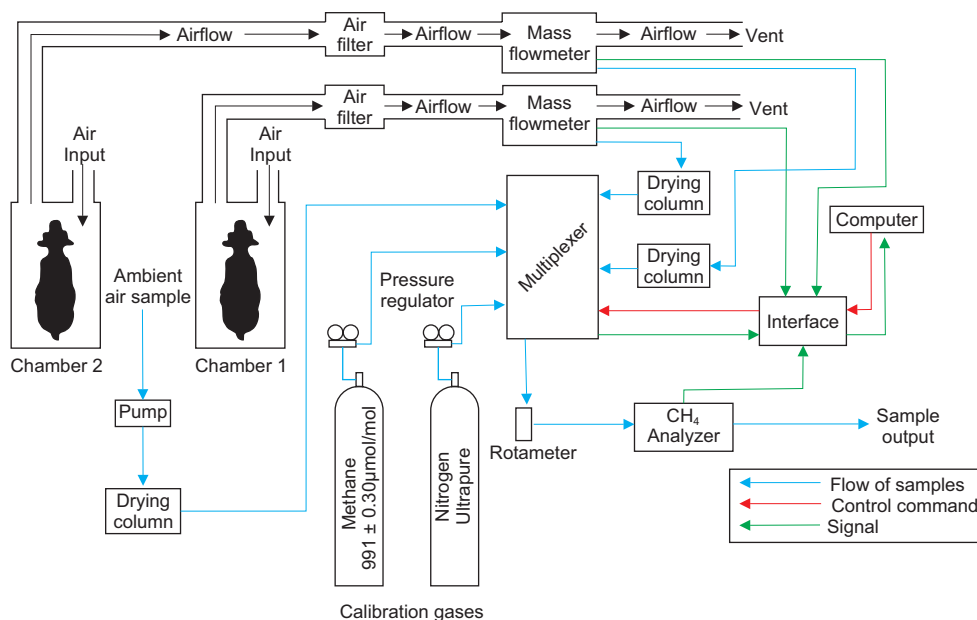 Airflow
Air
filter
Airflow
Mass
flowmeter
Airflow
Vent
Air
filter
Airflow
Mass
flowmeter
Airflow
Vent
Air
Input
Air
Input
Drying
column
Computer
Multiplexer
Drying
column
Ambient
air sample
Pressure
regulator
Interface
Chamber 2
Chamber 1
Pump
CH₄
Analyzer
Sample
output
Rotameter
Drying
column
Methane
991 ± 0.30µmol/mol
Nitrogen
Ultrapure
Flow of samples
Control command
Signal
Calibration gases